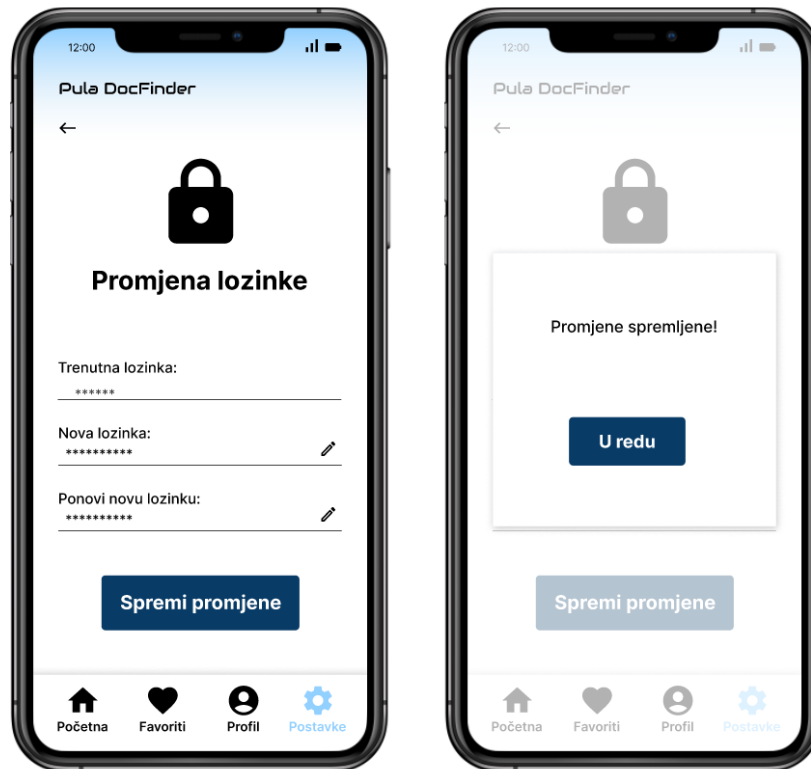 12:00
Pula DocFinder
Promjena lozinke
Trenutna lozinka:
******
Nova lozinka:
**********
Ponovi novu lozinku:
**********
Spremi promjene
Početna Favoriti Profil Postavke
12:00
Pula DocFinder
Promjene spremljene!
U redu
Spremi promjene
Početna Favoriti Profil Postavke